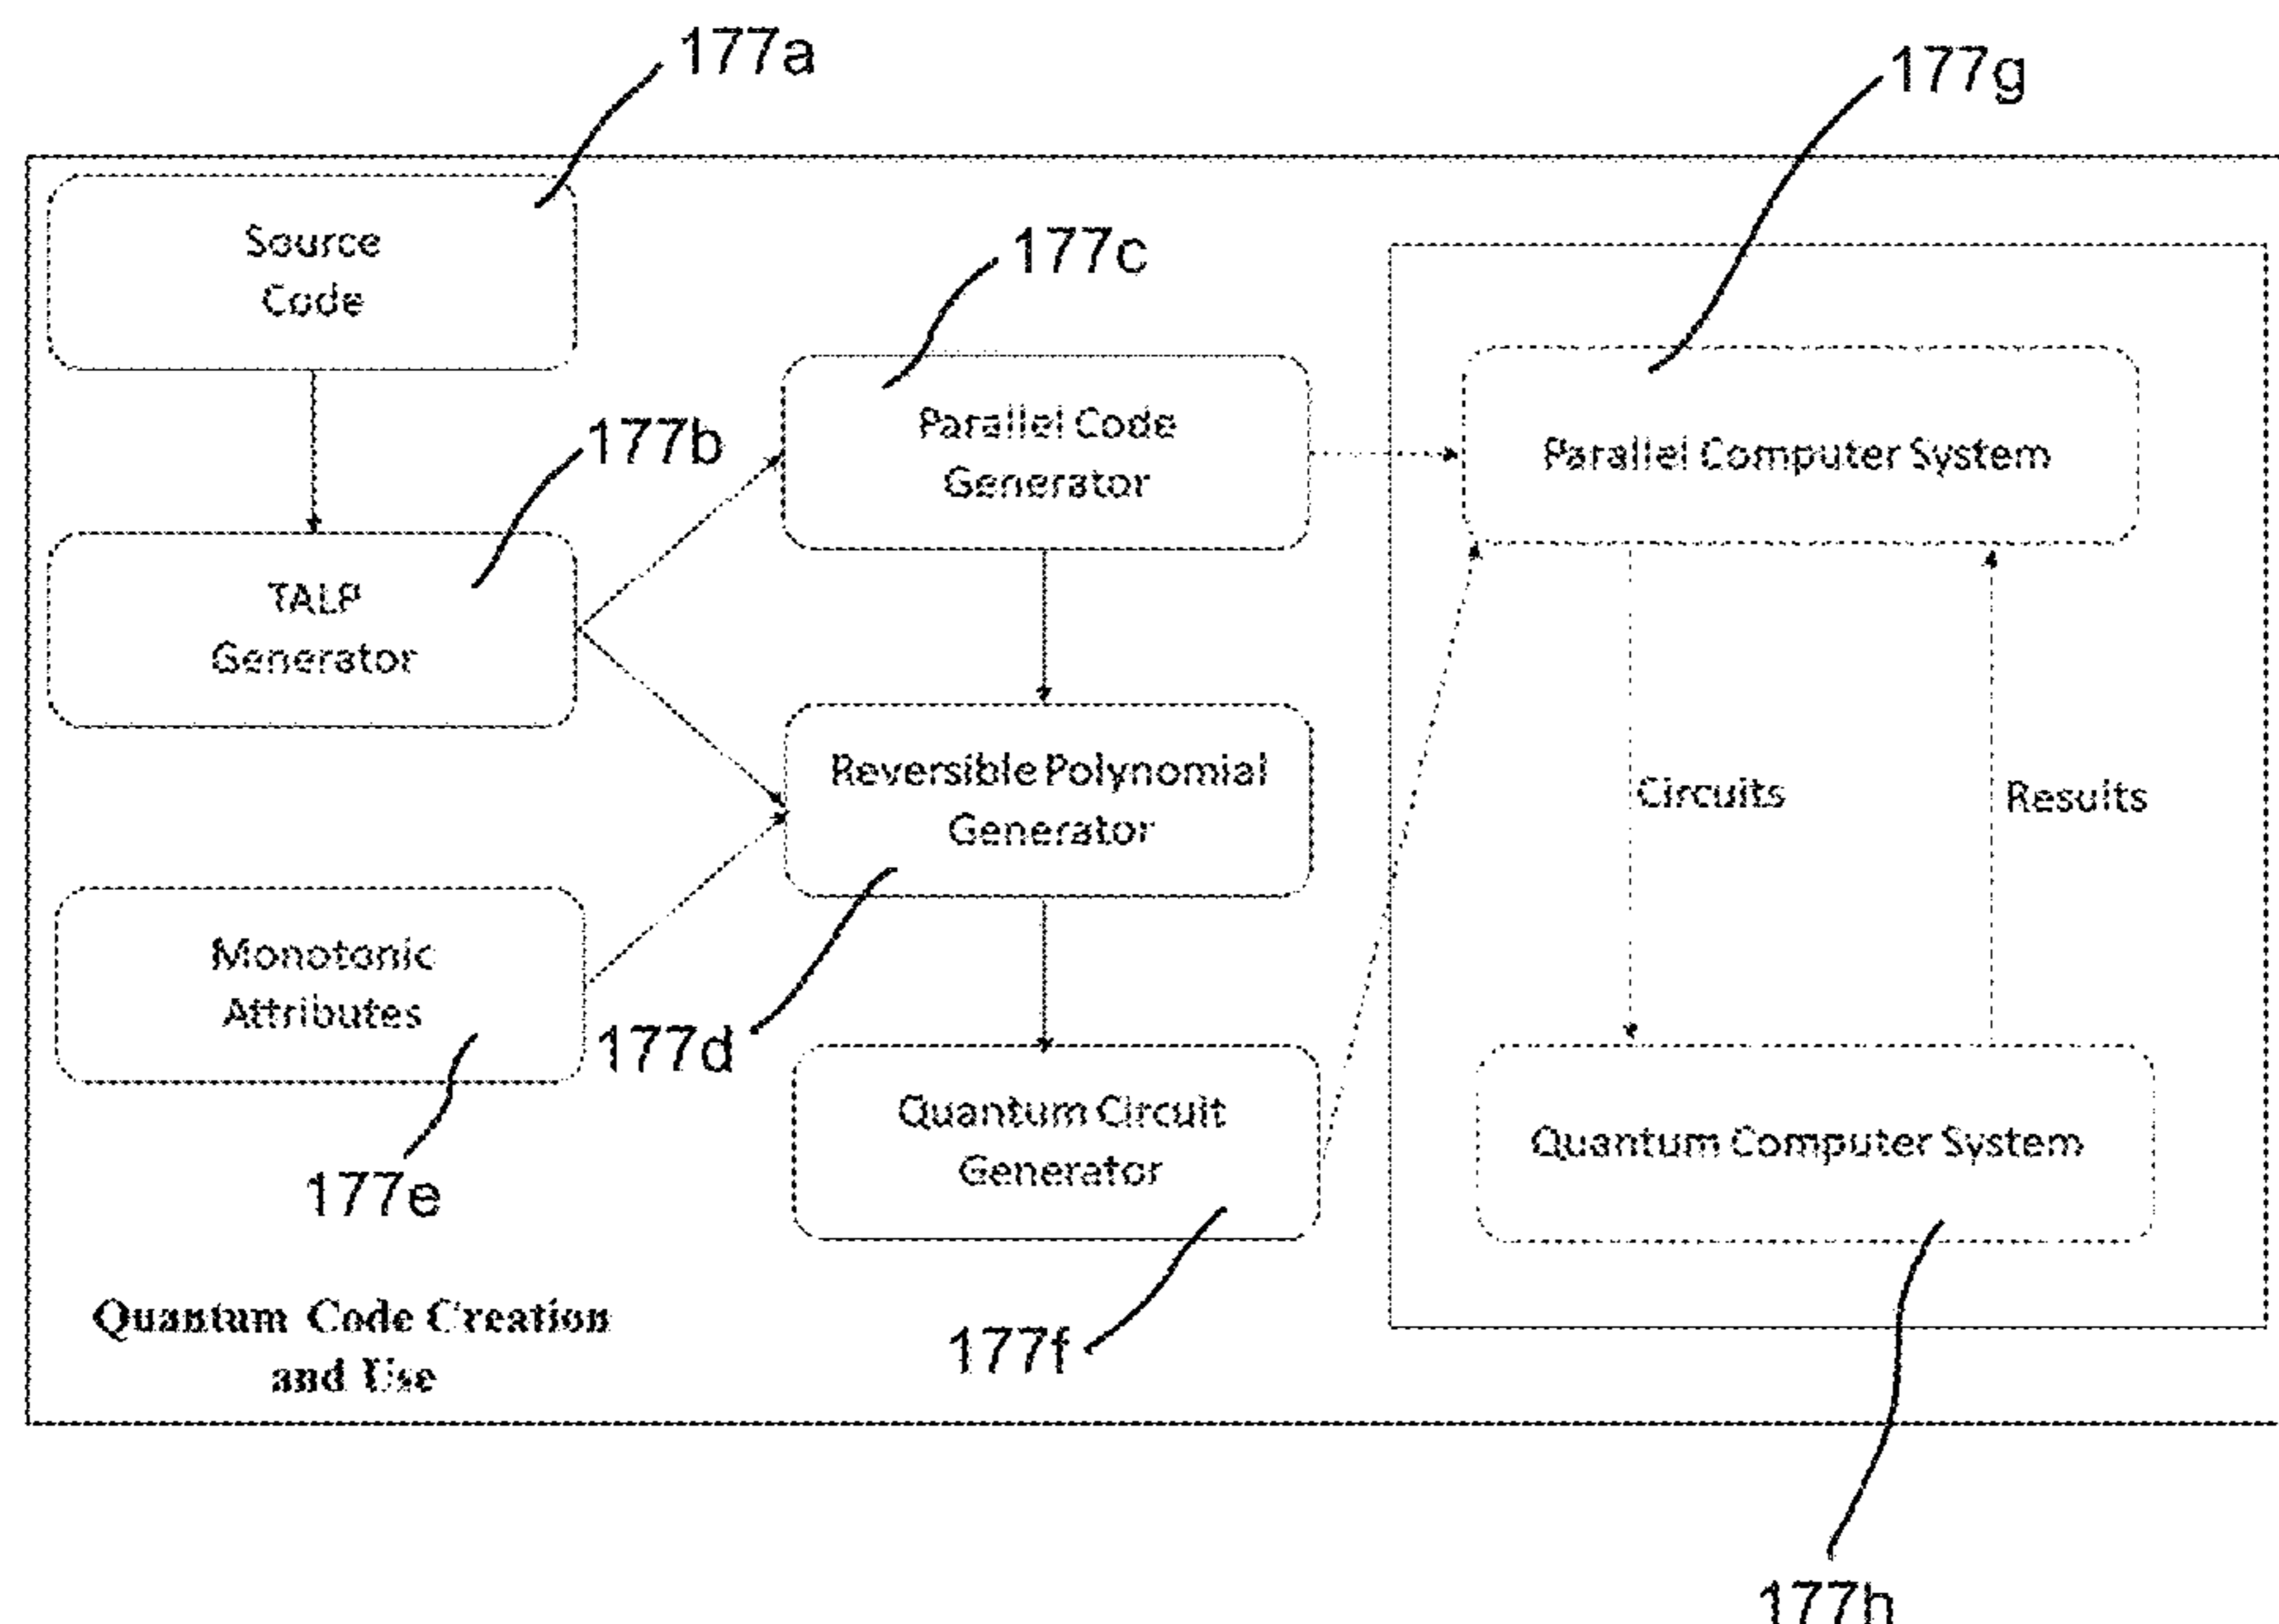 177a
177g
Source
Code
177c
Parallel Code
Generator
Parallel Computer System
177b
TALP
Generator
Reversible Polynomial
Generator
Circuits
Results
Monotonic
Attributes
177d
Quantum Circuit
Generator
Quantum Computer System
177e
Quantum Code Creation
and Use
177f
177h